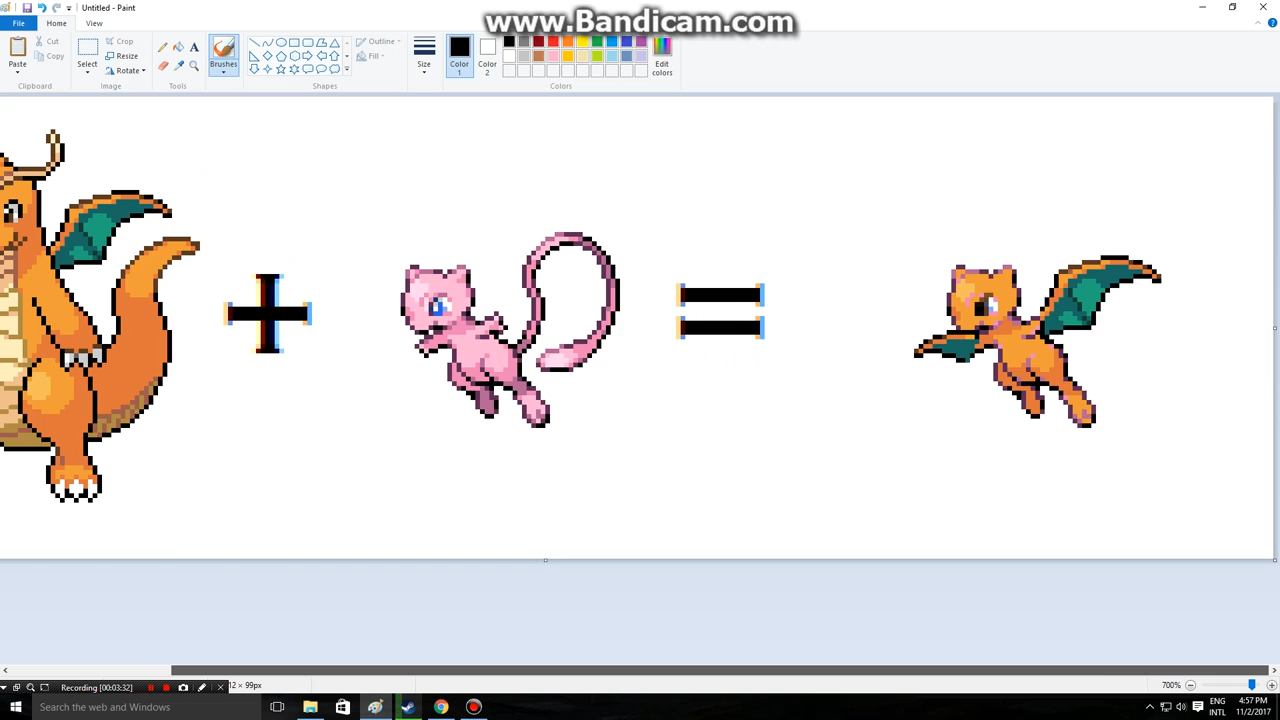 www.Bandicam.com
Untitled - Paint
File Home View
Paste
Cut
Copy
Clipboard
Select
Crop
Resize
Rotate
Image
Tools
Brushes
Shapes
Outline
Fill
Size
Color 1
Color 2
Colors
Edit colors
Recording [00:03:32]
12 × 99px
700%
Search the web and Windows
ENG
INTL
4:57 PM
11/2/2017